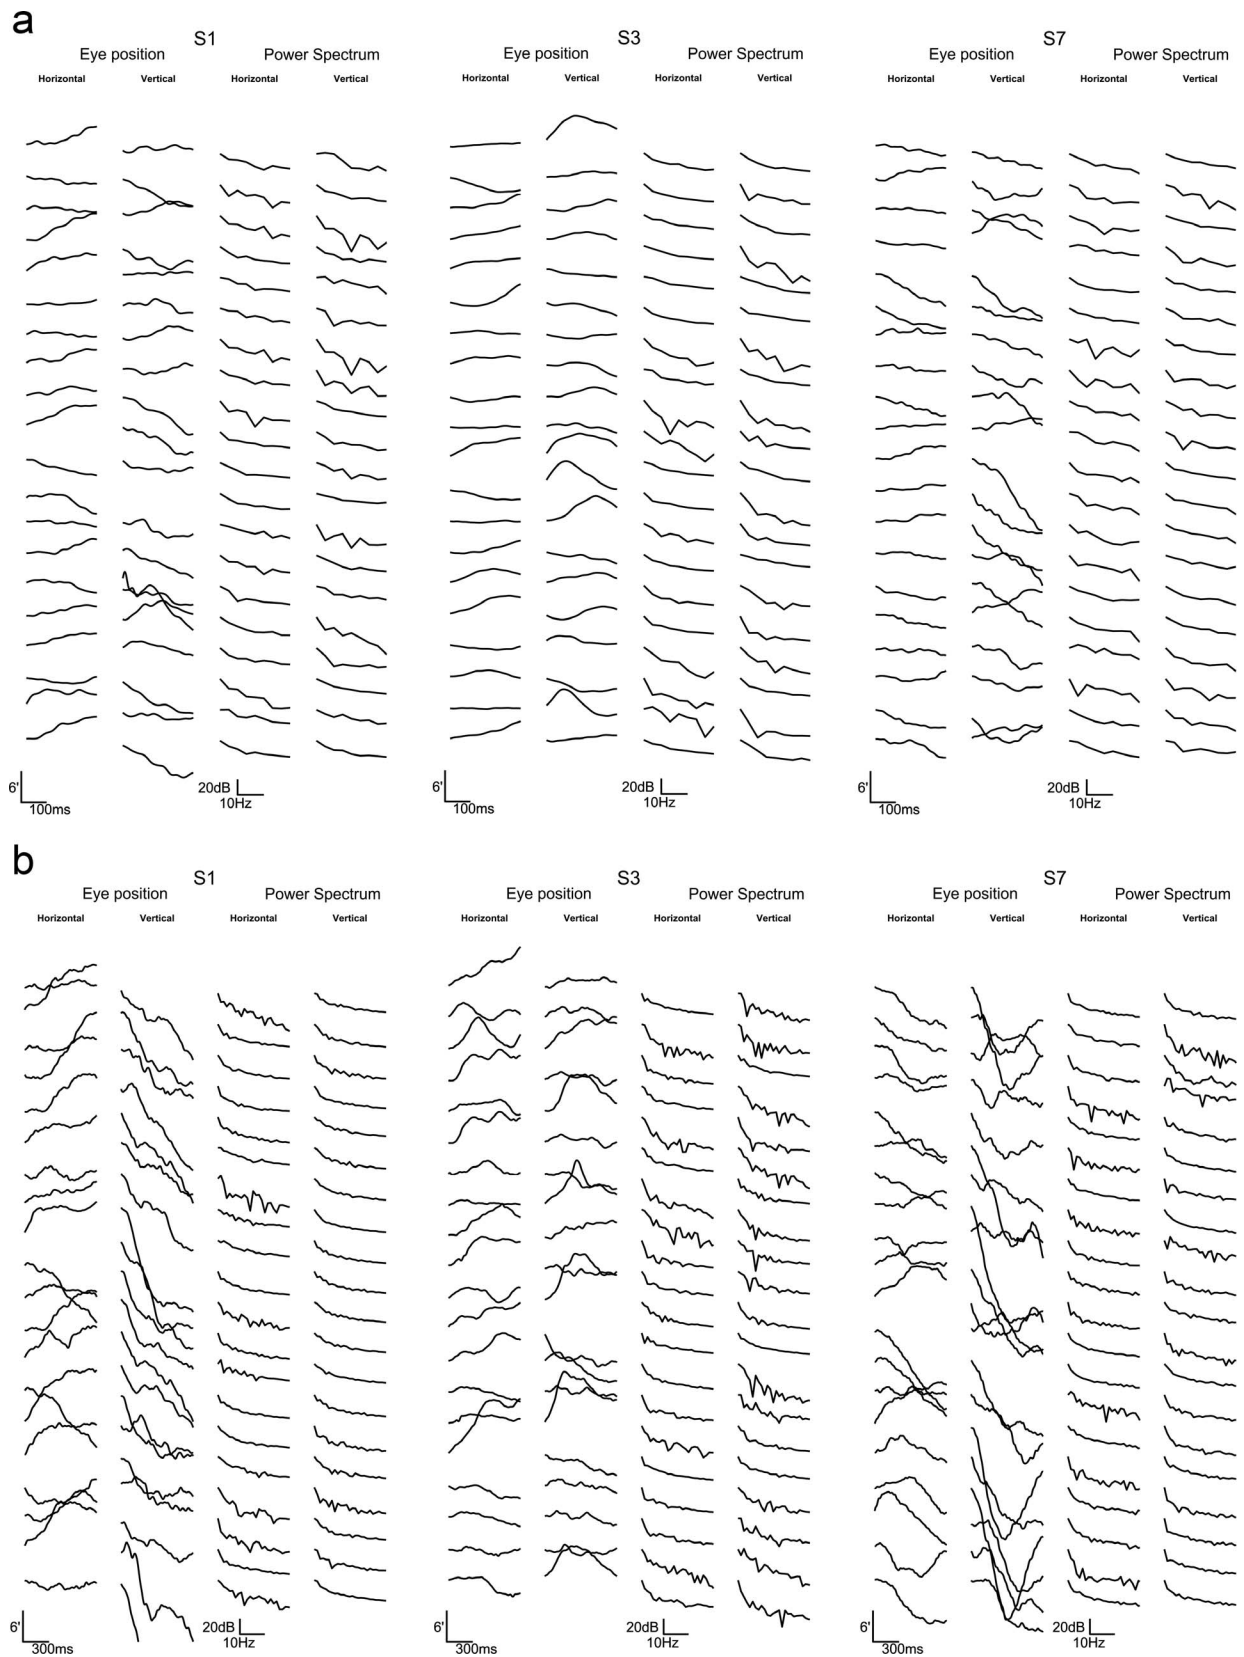 a
S1 S3 S7
Eye position Power Spectrum Eye position Power Spectrum Eye position Power Spectrum
Horizontal Vertical Horizontal Vertical Horizontal Vertical Horizontal Vertical Horizontal Vertical Horizontal Vertical
6' 20dB 6' 20dB 6' 20dB
100ms 10Hz 100ms 10Hz 100ms 10Hz
b
S1 S3 S7
Eye position Power Spectrum Eye position Power Spectrum Eye position Power Spectrum
Horizontal Vertical Horizontal Vertical Horizontal Vertical Horizontal Vertical Horizontal Vertical Horizontal Vertical
6' 20dB 6' 20dB 6' 20dB
300ms 10Hz 300ms 10Hz 300ms 10Hz